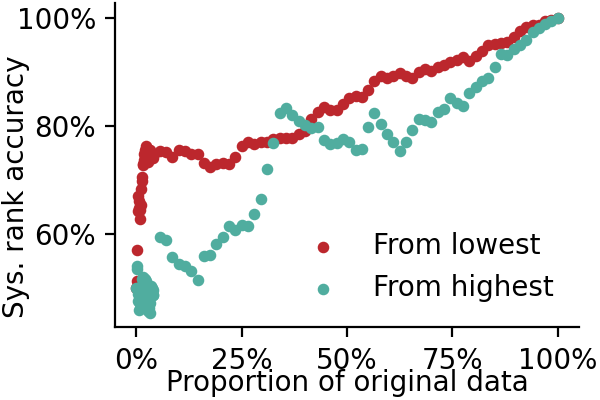 Sys. rank accuracy
100%
80%
60%
From lowest
From highest
0%
25%
50%
75%
100%
Proportion of original data